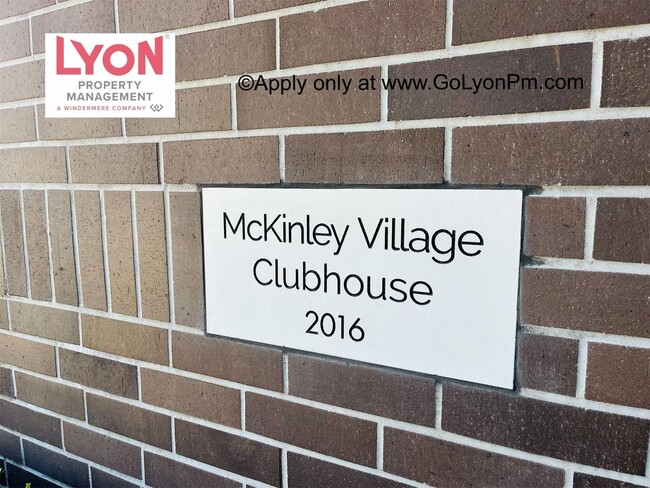 LYON
PROPERTY
MANAGEMENT
A WINDERMERE COMPANY
©Apply only at www.GoLyonPm.com
McKinley Village
Clubhouse
2016